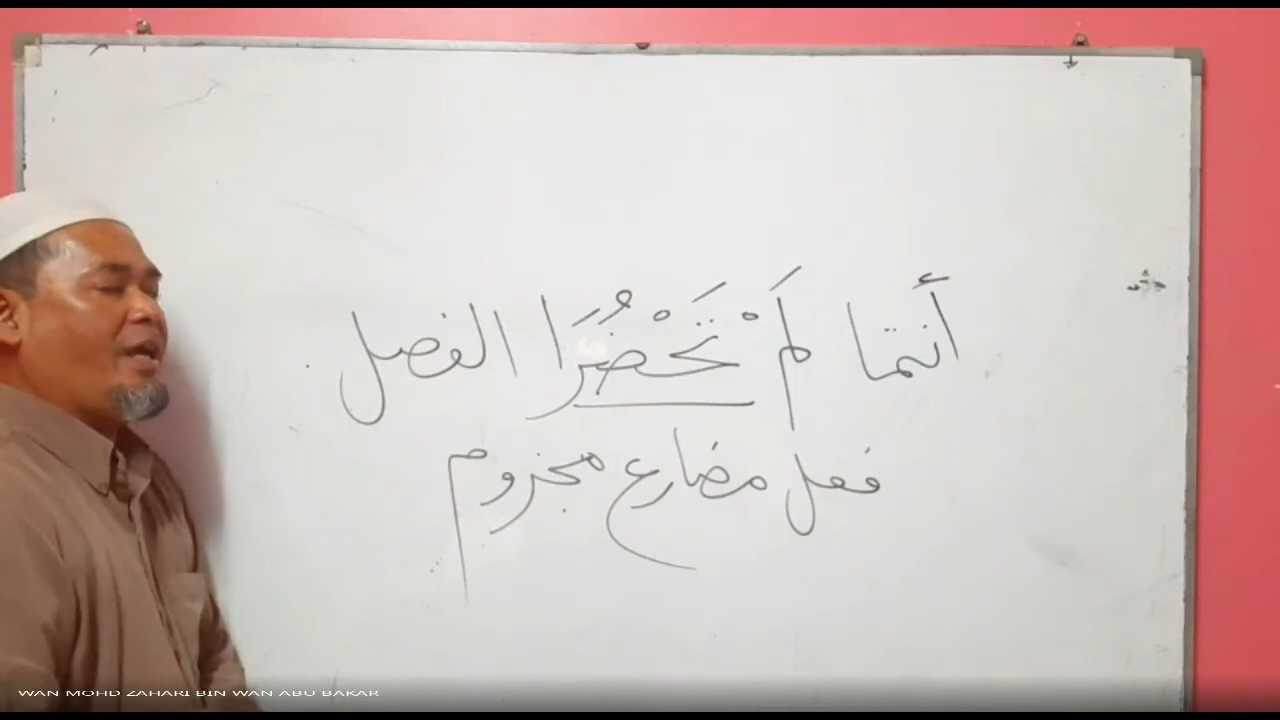 أنتما لَمْ تَحْضُرَا الفصل
فعل مضارع مجزوم
WAN MOHD ZAHARI BIN WAN ABU BAKAR